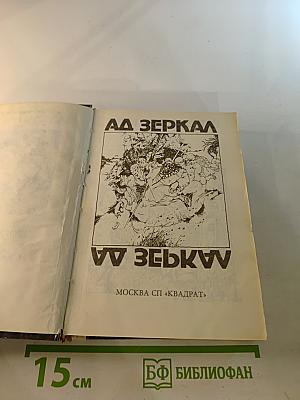 АД ЗЕРКАЛ
АД ЗЕРКАЛ
МОСКВА СП «КВАДРАТ»
15 см
БФ БИБЛИОФАН